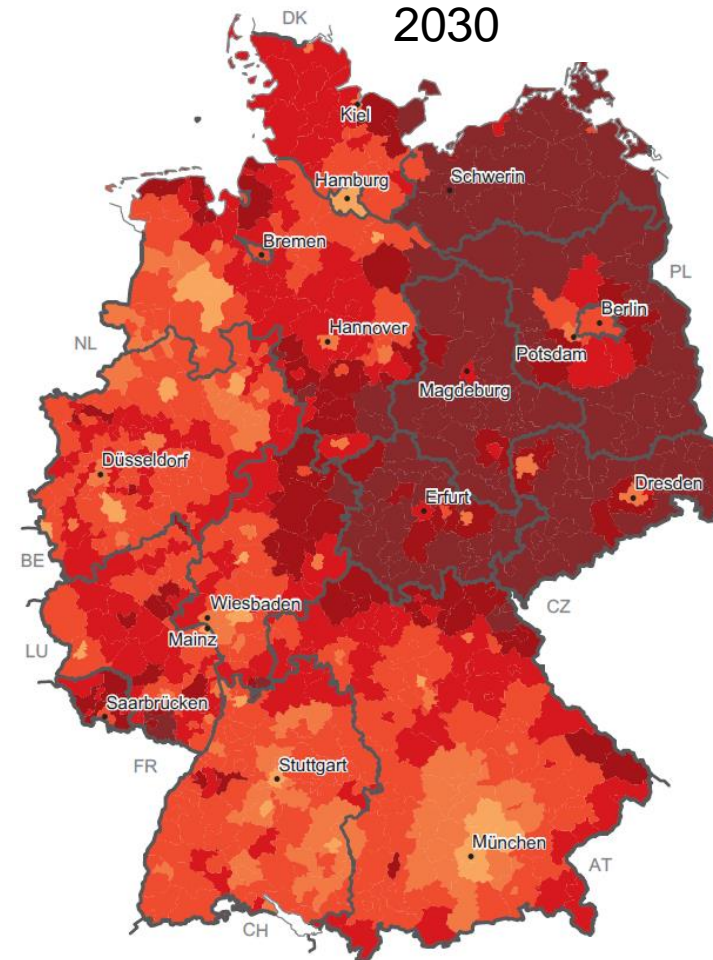 2030
DK
Kiel
Hamburg
Schwerin
Bremen
PL
Berlin
Hannover
NL
Potsdam
Magdeburg
Düsseldorf
Dresden
Erfurt
BE
Wiesbaden
CZ
Mainz
LU
Saarbrücken
FR
Stuttgart
München
AT
CH